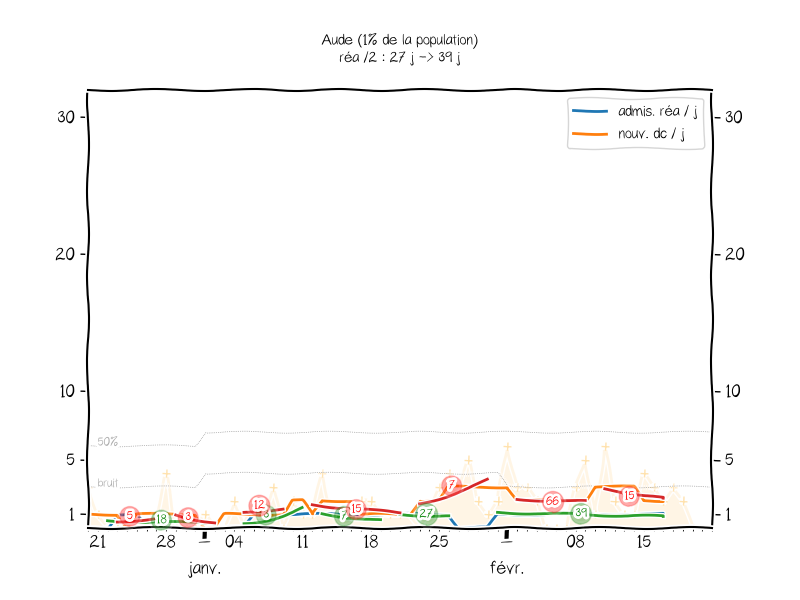 Aude (1% de la population)
réa /2 : 27 j -> 39 j
admis. réa / j
nouv. dc / j
30 30
20 20
10 10
50%
5 5
bruit
7
12
5 18 3 8 7 15 27 66 39 15
1 1
21 28 04 11 18 25 08 15
janv. févr.